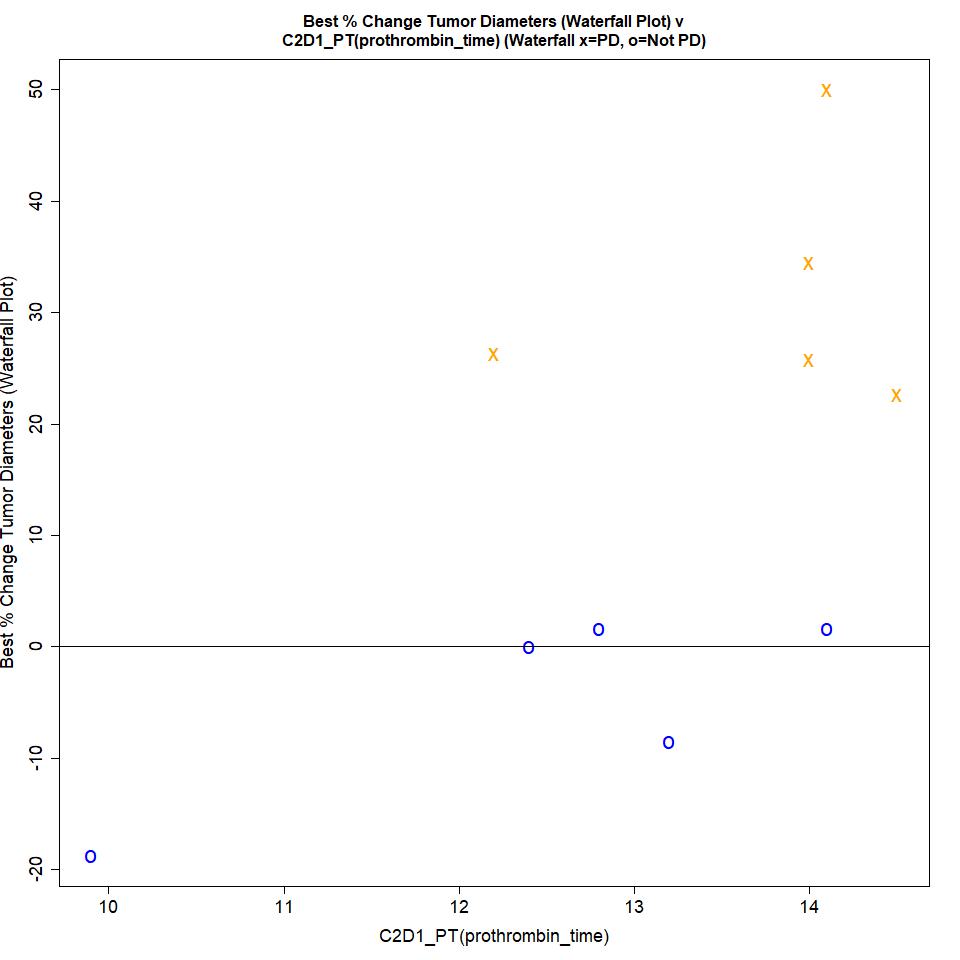 Best % Change Tumor Diameters (Waterfall Plot) v
C2D1_PT(prothrombin_time) (Waterfall x=PD, o=Not PD)
Best % Change Tumor Diameters (Waterfall Plot)
50
40
30
20
10
0
-10
-20
X
X
X
X
X
O
O
O
O
O
10
11
12
13
14
C2D1_PT(prothrombin_time)